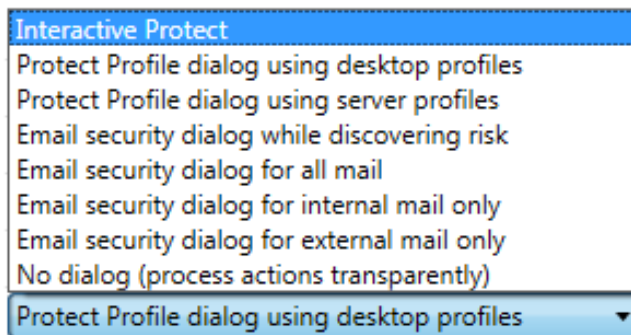 Interactive Protect
Protect Profile dialog using desktop profiles
Protect Profile dialog using server profiles
Email security dialog while discovering risk
Email security dialog for all mail
Email security dialog for internal mail only
Email security dialog for external mail only
No dialog (process actions transparently)
Protect Profile dialog using desktop profiles